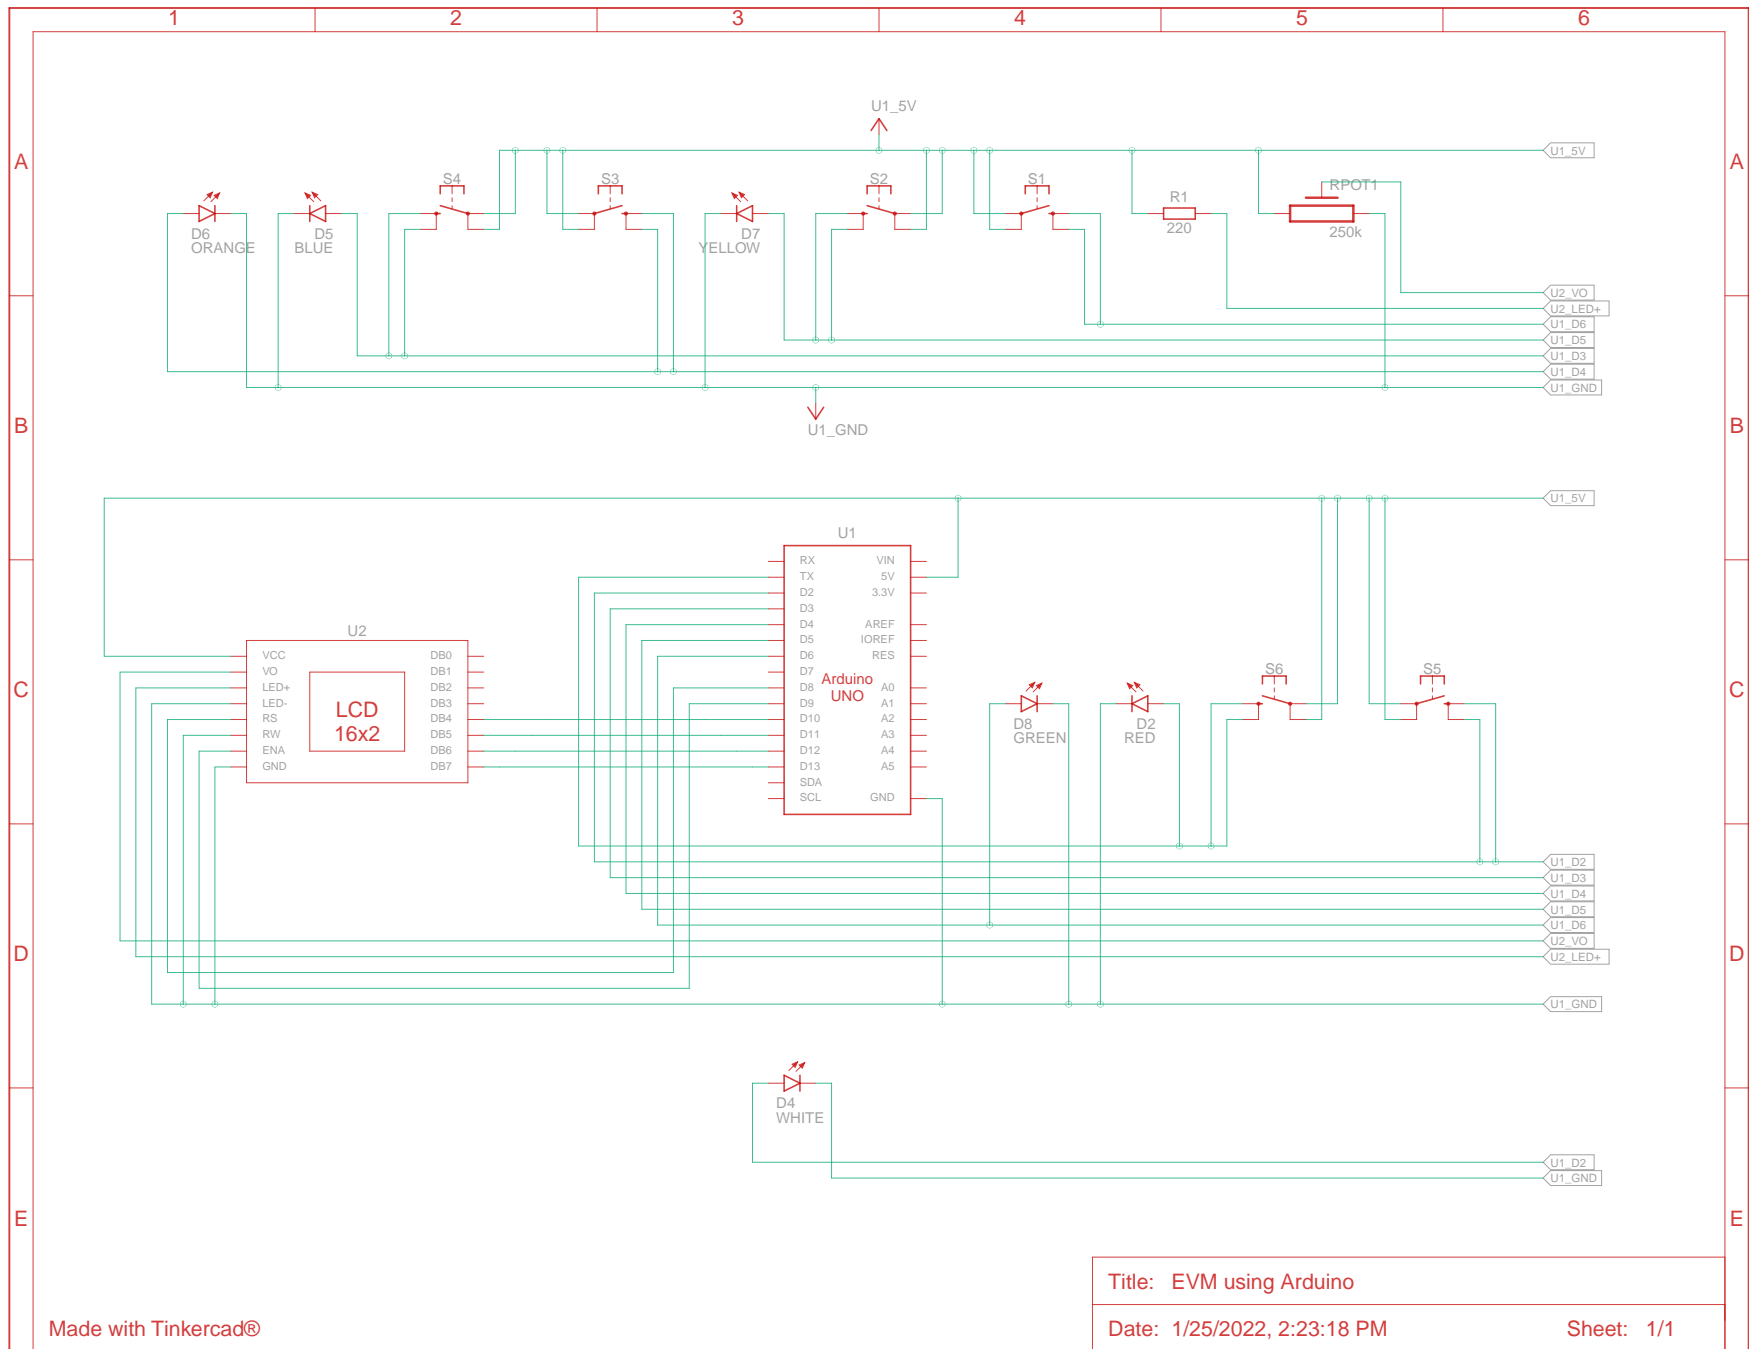 1 2 3 4 5 6
U1_5V
A A
U1_5V
S4 S3 S2 S1
R1 RPOT1
D6 D5 D7
220 250k
ORANGE BLUE YELLOW
U2_VO
U2_LED+
U1_D6
U1_D5
U1_D3
U1_D4
U1_GND
B B
U1_GND
U1_5V
U1
RX VIN
TX 5V
D2 3.3V
D3
D4 AREF
D5 IOREF
D6 RES
D7
D8 A0
D9 A1
D10 A2
D11 A3
D12 A4
D13 A5
SDA
SCL GND
Arduino
UNO
U2
VCC DB0
VO DB1
LED+ DB2
LED- DB3
RS DB4
RW DB5
ENA DB6
GND DB7
LCD
16x2
C C
S6 S5
D8 D2
GREEN RED
U1_D2
U1_D3
U1_D4
U1_D5
U1_D6
U2_VO
U2_LED+
D D
U1_GND
D4
WHITE
U1_D2
U1_GND
E E
Title: EVM using Arduino
Made with Tinkercad®
Date: 1/25/2022, 2:23:18 PM Sheet: 1/1